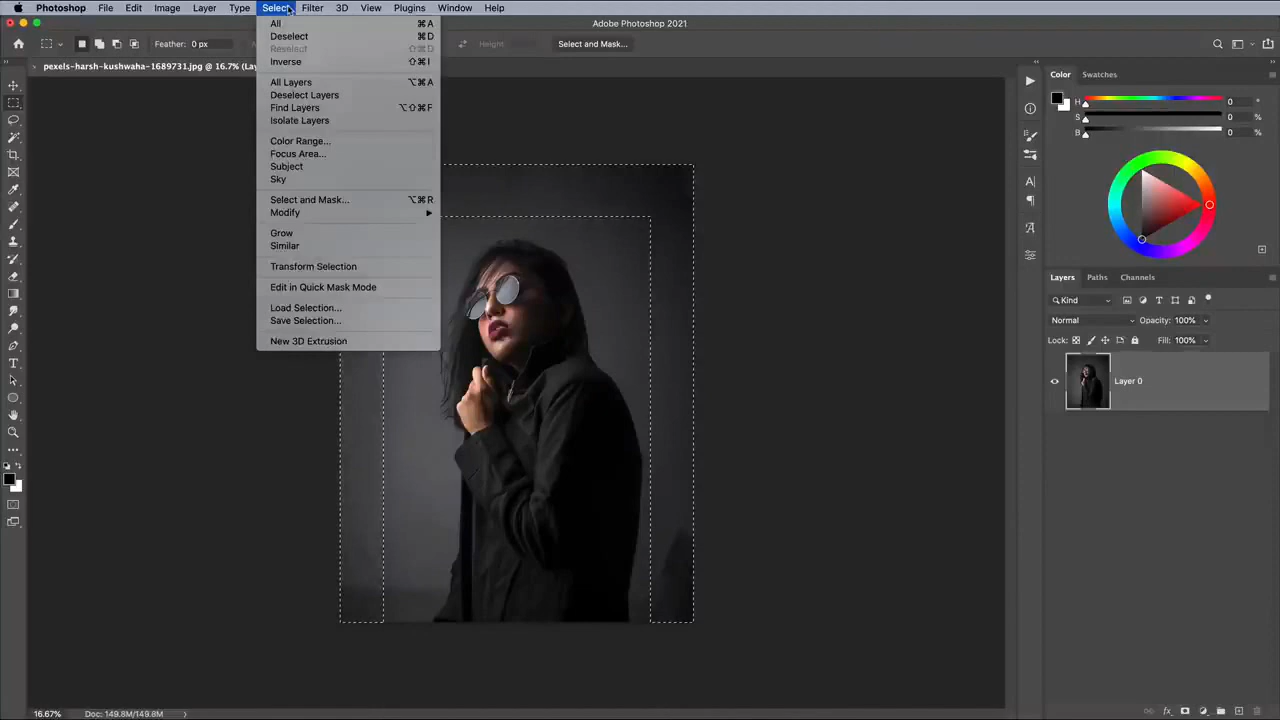 Photoshop File Edit Image Layer Type Select Filter 3D View Plugins Window Help
Adobe Photoshop 2021
Feather: 0 px
Height:
Select and Mask...
pexels-harsh-kushwaha-1689731.jpg @ 16.7% (La
All ⌘A
Deselect ⌘D
Reselect ⇧⌘D
Inverse ⇧⌘I
All Layers ⌥⌘A
Deselect Layers
Find Layers ⌥⇧⌘F
Isolate Layers
Color Range...
Focus Area...
Subject
Sky
Select and Mask... ⌥⌘R
Modify
Grow
Similar
Transform Selection
Edit in Quick Mask Mode
Load Selection...
Save Selection...
New 3D Extrusion
Color Swatches
H 0 °
S 0 %
B 0 %
Layers Paths Channels
Kind
Normal Opacity: 100%
Lock: Fill: 100%
Layer 0
16.67% Doc: 149.8M/149.8M